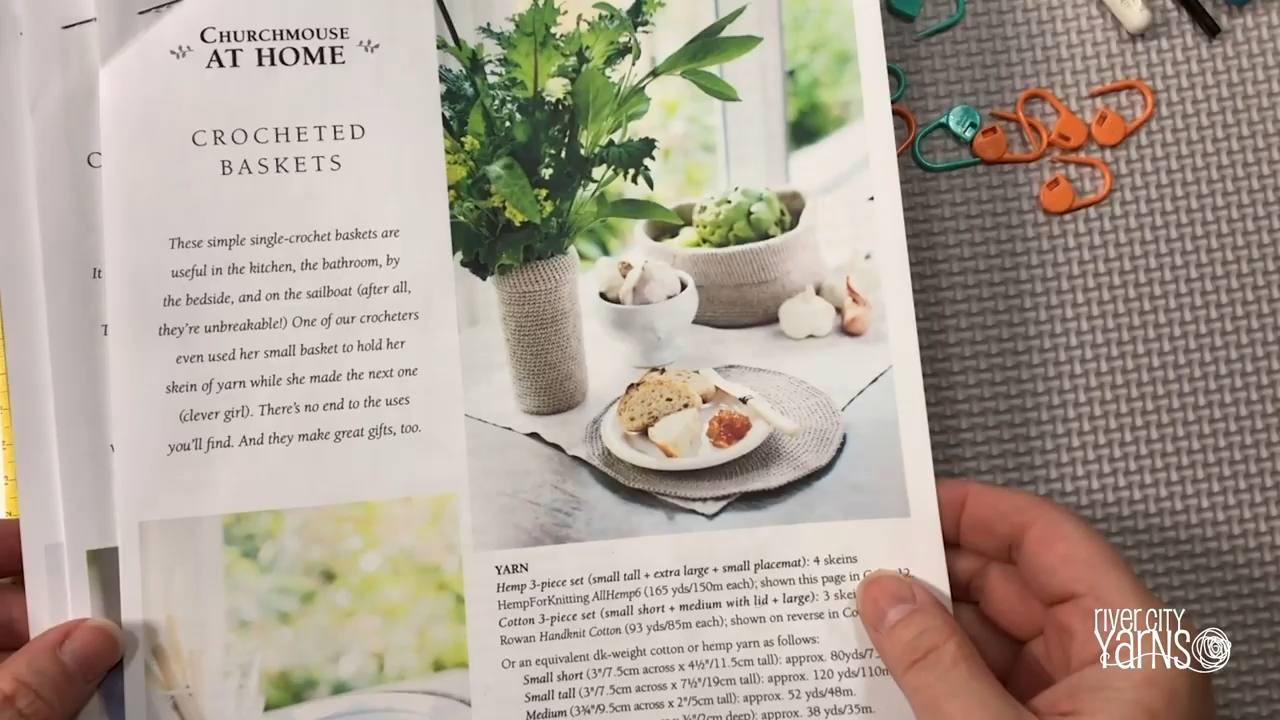 CHURCHMOUSE
AT HOME
CROCHETED
BASKETS
These simple single-crochet baskets are
useful in the kitchen, the bathroom, by
the bedside, and on the sailboat (after all,
they're unbreakable!) One of our crocheters
even used her small basket to hold her
skein of yarn while she made the next one
(clever girl). There's no end to the uses
you'll find. And they make great gifts, too.
YARN
Hemp 3-piece set (small tall + extra large + small placemat): 4 skeins
HempForKnitting AllHemp6 (165 yds/150m each); shown this page in
Cotton 3-piece set (small short + medium with lid + large): 3
Rowan Handknit Cotton (93 yds/85m each); shown on reverse in
Or an equivalent dk-weight cotton or hemp yarn as follows:
Small short (3"/7.5cm across x 4½"/11.5cm tall): approx. 80yds/
Small tall (3"/7.5cm across x 7½"/19cm tall): approx. 120 yds/110m
Medium (3¾"/9.5cm across x 2"/5cm tall): approx. 52 yds/48m.
deep): approx. 38 yds/35m.
It
river city
yarns